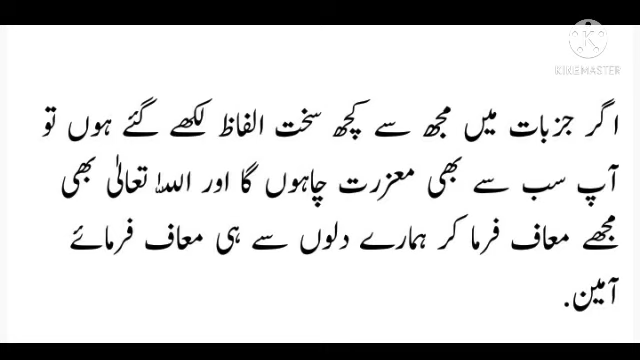 KINEMASTER
اگر جزبات میں مجھ سے کچھ سخت الفاظ لکھے گئے ہوں تو
آپ سب سے بھی معزرت چاہوں گا اور اللہ تعالیٰ بھی
مجھے معاف فرما کر ہمارے دلوں سے ہی معاف فرمائے
آمین.